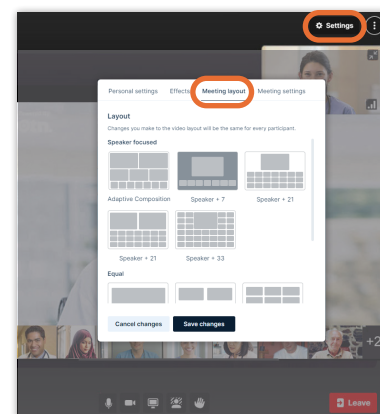 Settings
Personal settings Effects Meeting layout Meeting settings
Layout
Changes you make to the video layout will be the same for every participant.
Speaker focused
Adaptive Composition Speaker + 7 Speaker + 21
Speaker + 21 Speaker + 33
Equal
Cancel changes Save changes
+2
Leave